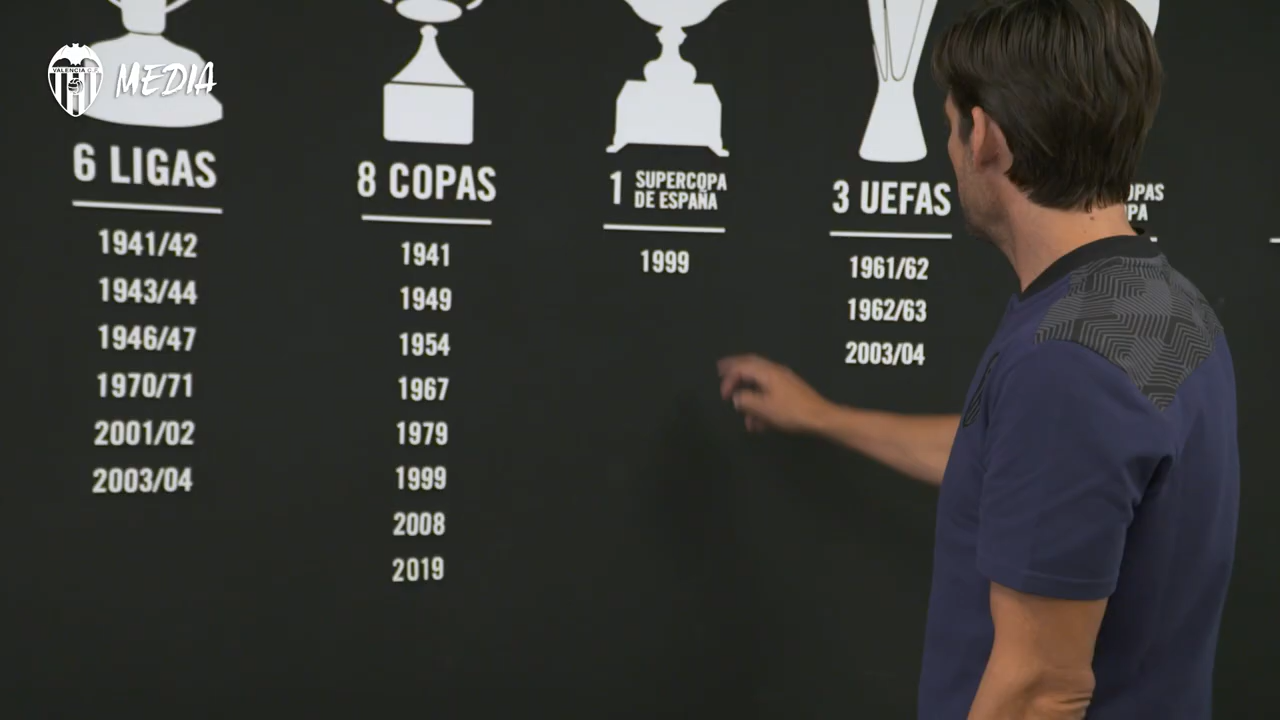 VALENCIA C.F
MEDIA
6 LIGAS
1941/42
1943/44
1946/47
1970/71
2001/02
2003/04
8 COPAS
1941
1949
1954
1967
1979
1999
2008
2019
1 SUPERCOPA
DE ESPAÑA
1999
3 UEFAS
1961/62
1962/63
2003/04